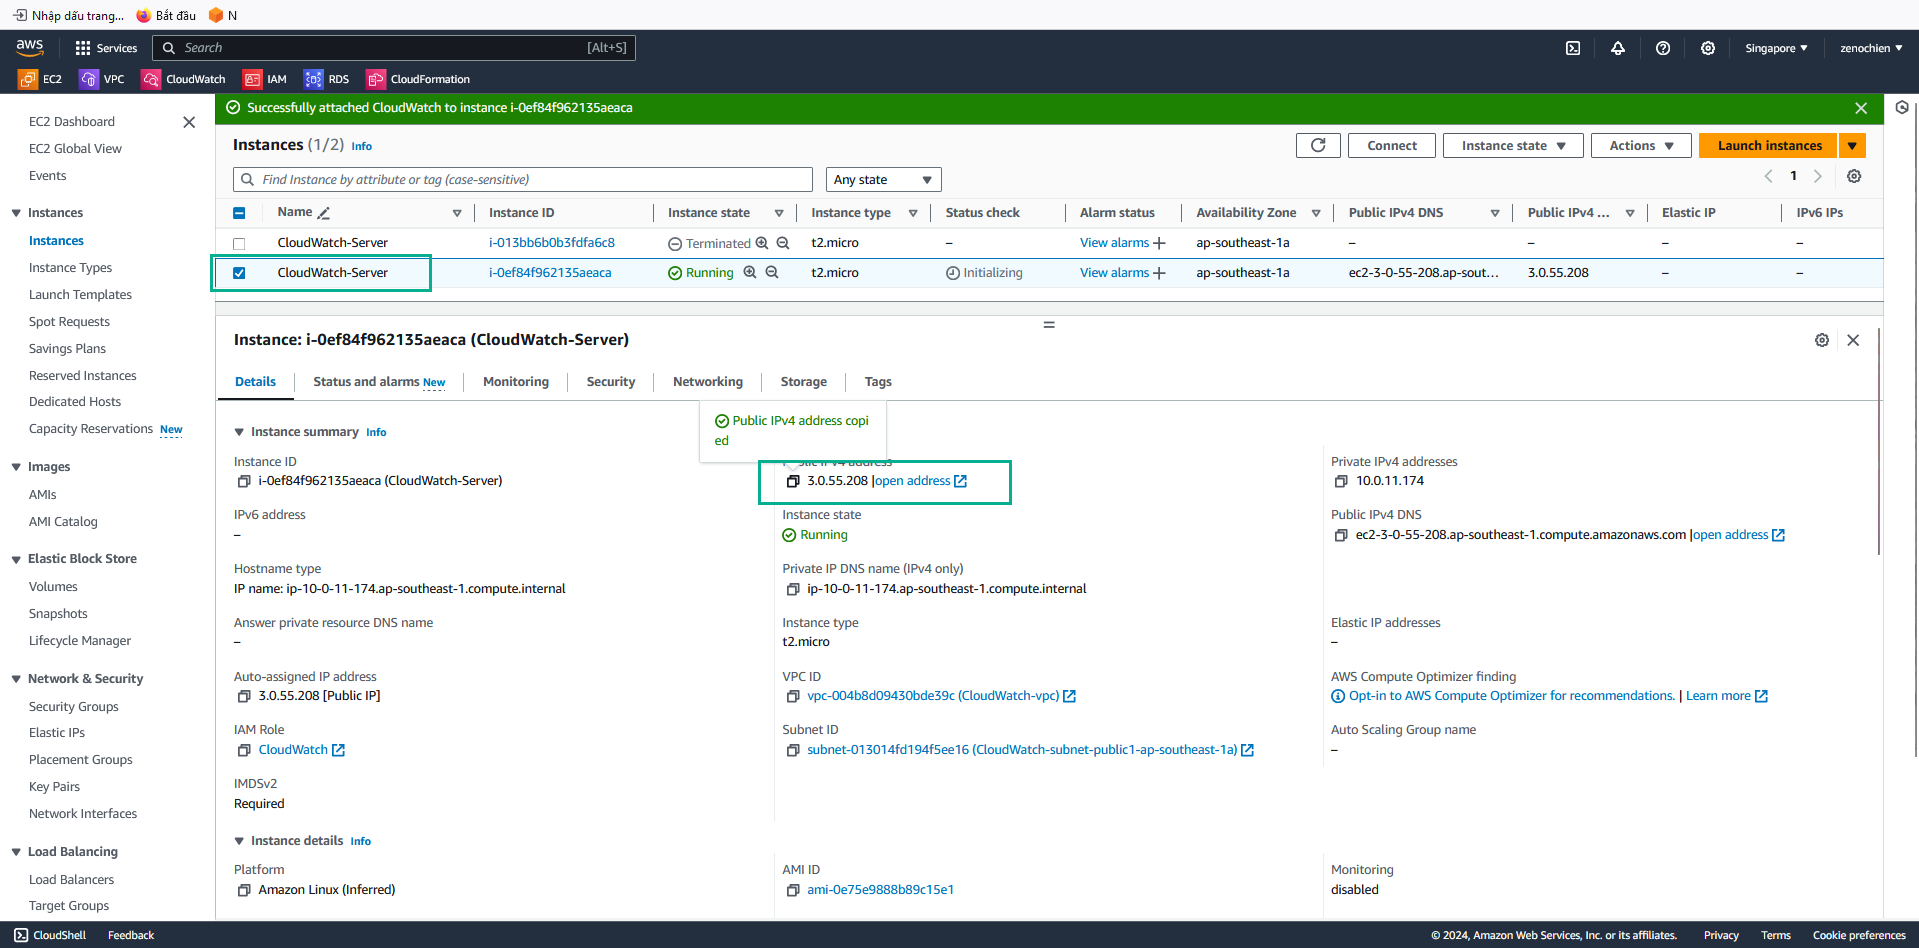 Nhập dấu trang... Bắt đầu N
aws Services Search [Alt+S] Singapore ▼ zenochien ▼
EC2 VPC CloudWatch IAM RDS CloudFormation
Successfully attached CloudWatch to instance i-0ef84f962135aeaca
EC2 Dashboard
EC2 Global View
Events
Instances
Instances
Instance Types
Launch Templates
Spot Requests
Savings Plans
Reserved Instances
Dedicated Hosts
Capacity Reservations New
Images
AMIs
AMI Catalog
Elastic Block Store
Volumes
Snapshots
Lifecycle Manager
Network & Security
Security Groups
Elastic IPs
Placement Groups
Key Pairs
Network Interfaces
Load Balancing
Load Balancers
Target Groups
Instances (1/2) Info
Connect Instance state ▼ Actions ▼ Launch instances ▼
Find Instance by attribute or tag (case-sensitive) Any state ▼ 1
Name Instance ID Instance state Instance type Status check Alarm status Availability Zone Public IPv4 DNS Public IPv4 ... Elastic IP IPv6 IPs
CloudWatch-Server i-013bb6b0b3fdfa6c8 Terminated t2.micro – View alarms + ap-southeast-1a – – – –
CloudWatch-Server i-0ef84f962135aeaca Running t2.micro Initializing View alarms + ap-southeast-1a ec2-3-0-55-208.ap-sout... 3.0.55.208 – –
Instance: i-0ef84f962135aeaca (CloudWatch-Server)
Details Status and alarms New Monitoring Security Networking Storage Tags
Public IPv4 address copi
ed
Instance summary Info
Instance ID
i-0ef84f962135aeaca (CloudWatch-Server)
Public IPv4 address
3.0.55.208 |open address
Private IPv4 addresses
10.0.11.174
IPv6 address
–
Instance state
Running
Public IPv4 DNS
ec2-3-0-55-208.ap-southeast-1.compute.amazonaws.com |open address
Hostname type
IP name: ip-10-0-11-174.ap-southeast-1.compute.internal
Private IP DNS name (IPv4 only)
ip-10-0-11-174.ap-southeast-1.compute.internal
Answer private resource DNS name
–
Instance type
t2.micro
Elastic IP addresses
–
Auto-assigned IP address
3.0.55.208 [Public IP]
VPC ID
vpc-004b8d09430bde39c (CloudWatch-vpc)
AWS Compute Optimizer finding
Opt-in to AWS Compute Optimizer for recommendations. | Learn more
IAM Role
CloudWatch
Subnet ID
subnet-013014fd194f5ee16 (CloudWatch-subnet-public1-ap-southeast-1a)
Auto Scaling Group name
–
IMDSv2
Required
Instance details Info
Platform
Amazon Linux (Inferred)
AMI ID
ami-0e75e9888b89c15e1
Monitoring
disabled
CloudShell Feedback © 2024, Amazon Web Services, Inc. or its affiliates. Privacy Terms Cookie preferences